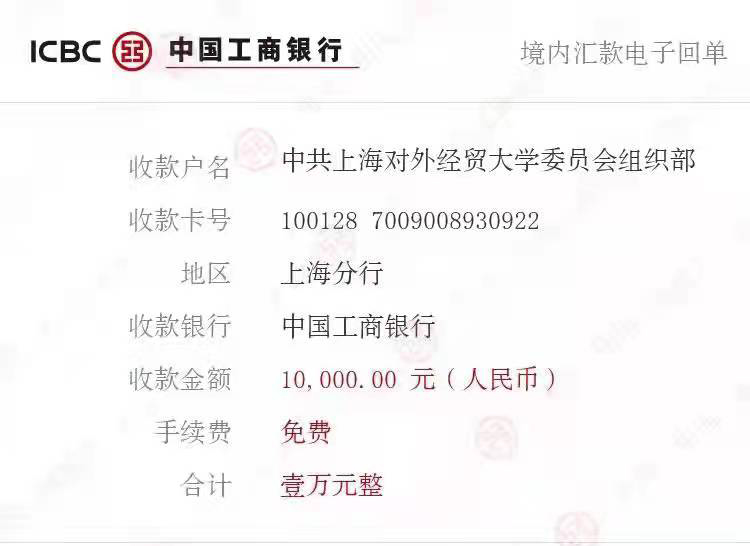 ICBC 中国工商银行 境内汇款电子回单
收款户名 中共上海对外经贸大学委员会组织部
收款卡号 100128 7009008930922
地区 上海分行
收款银行 中国工商银行
收款金额 10,000.00 元（人民币）
手续费 免费
合计 壹万元整